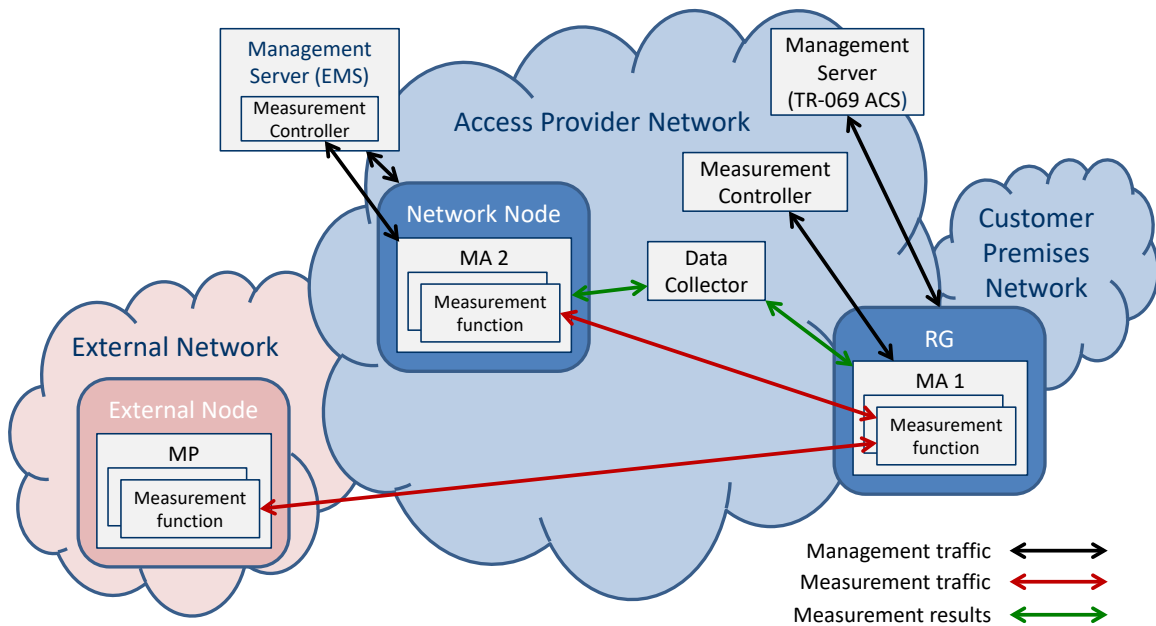 Management
Server (EMS)
Measurement
Controller
Access Provider Network
Management
Server
(TR-069 ACS)
Measurement
Controller
Customer
Premises
Network
Network Node
MA 2
Measurement
function
Data
Collector
External Network
External Node
MP
Measurement
function
RG
MA 1
Measurement
function
Management traffic
Measurement traffic
Measurement results